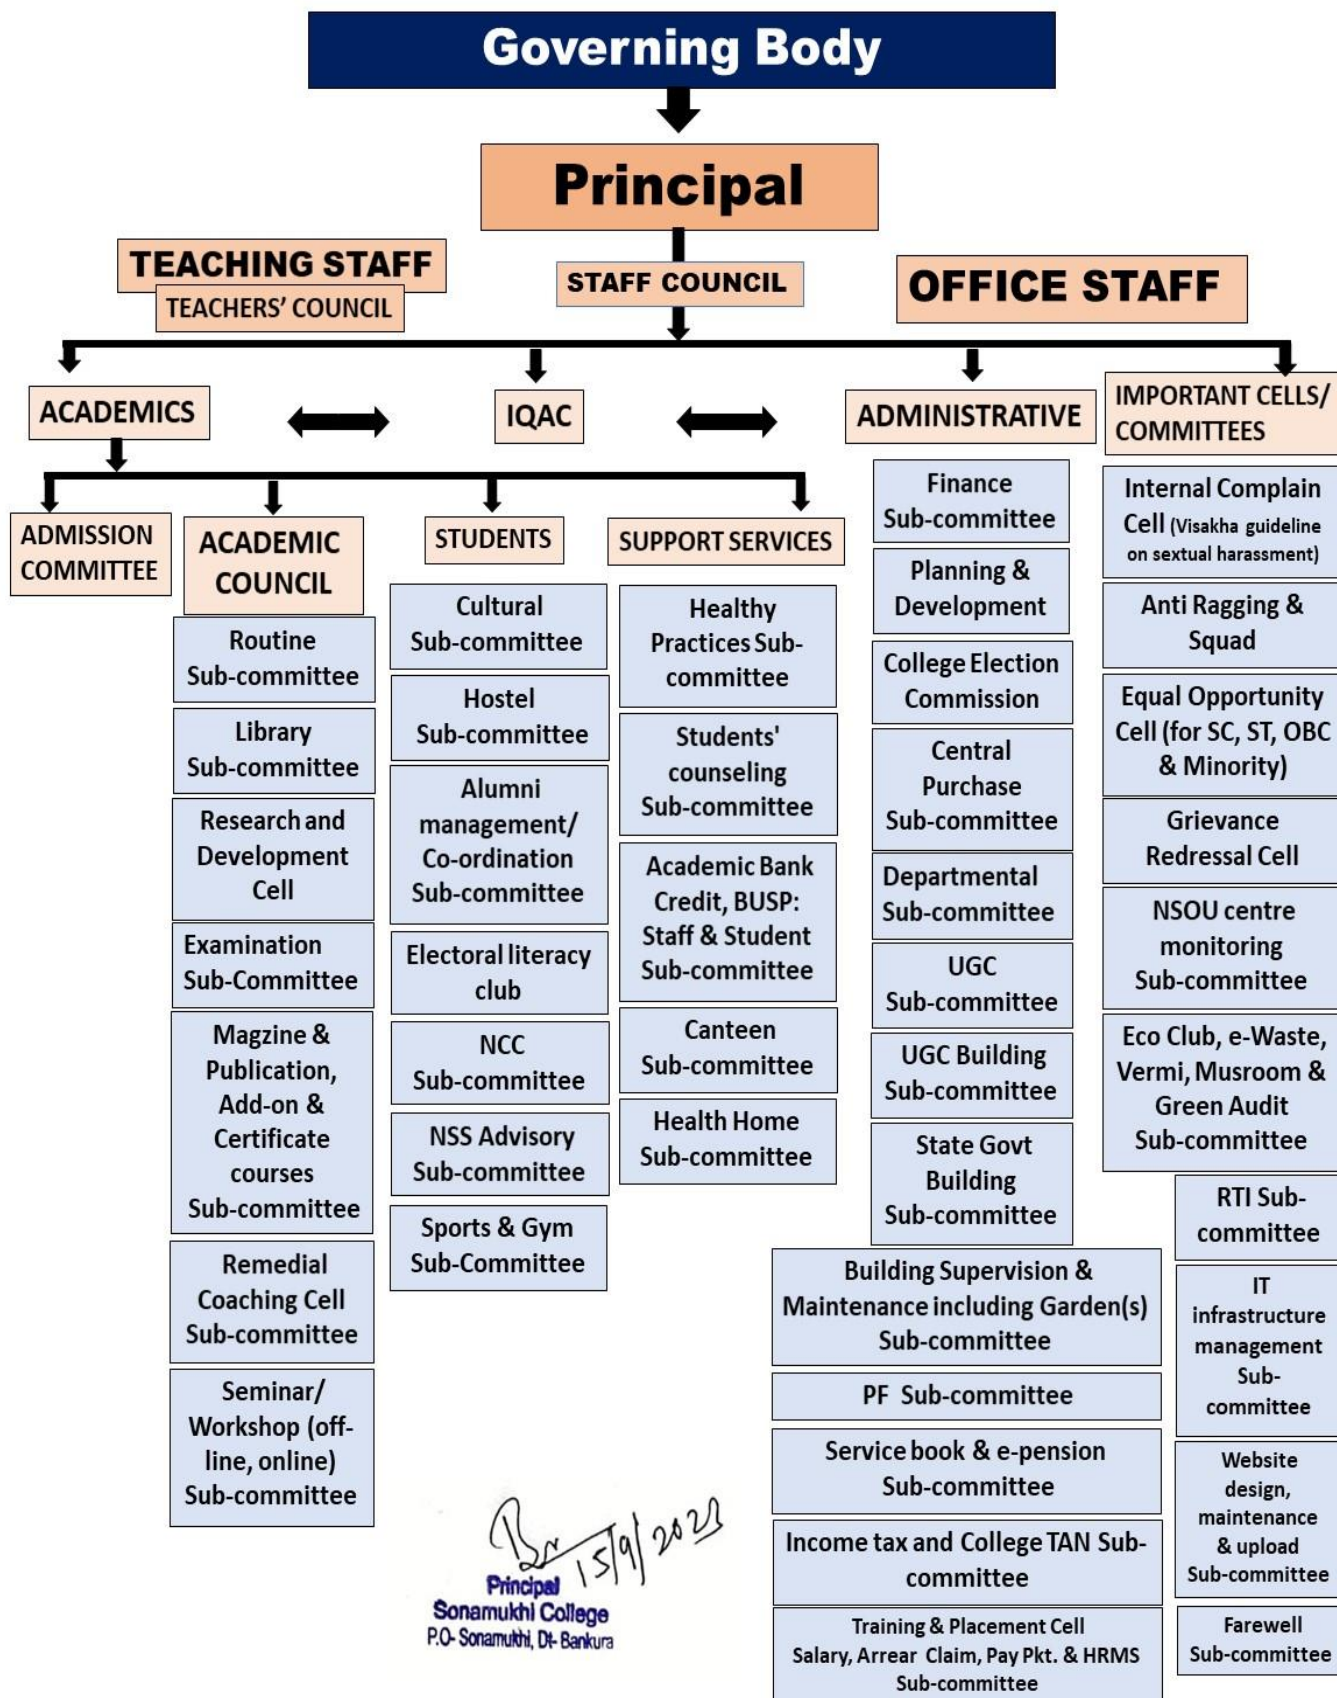 Governing Body
Principal
TEACHING STAFF
TEACHERS' COUNCIL
STAFF COUNCIL
OFFICE STAFF
ACADEMICS
IQAC
ADMINISTRATIVE
IMPORTANT CELLS/
COMMITTEES
ADMISSION
COMMITTEE
ACADEMIC
COUNCIL
Routine
Sub-committee
Library
Sub-committee
Research and
Development
Cell
Examination
Sub-Committee
Magzine &
Publication,
Add-on &
Certificate
courses
Sub-committee
Remedial
Coaching Cell
Sub-committee
Seminar/
Workshop (off-
line, online)
Sub-committee
STUDENTS
Cultural
Sub-committee
Hostel
Sub-committee
Alumni
management/
Co-ordination
Sub-committee
Electoral literacy
club
NCC
Sub-committee
NSS Advisory
Sub-committee
Sports & Gym
Sub-Committee
SUPPORT SERVICES
Healthy
Practices Sub-
committee
Students'
counseling
Sub-committee
Academic Bank
Credit, BUSP:
Staff & Student
Sub-committee
Canteen
Sub-committee
Health Home
Sub-committee
Finance
Sub-committee
Planning &
Development
College Election
Commission
Central
Purchase
Sub-committee
Departmental
Sub-committee
UGC
Sub-committee
UGC Building
Sub-committee
State Govt
Building
Sub-committee
Building Supervision &
Maintenance including Garden(s)
Sub-committee
PF Sub-committee
Service book & e-pension
Sub-committee
Income tax and College TAN Sub-
committee
Training & Placement Cell
Salary, Arrear Claim, Pay Pkt. & HRMS
Sub-committee
Internal Complain
Cell (Visakha guideline
on sextual harassment)
Anti Ragging &
Squad
Equal Opportunity
Cell (for SC, ST, OBC
& Minority)
Grievance
Redressal Cell
NSOU centre
monitoring
Sub-committee
Eco Club, e-Waste,
Vermi, Musroom &
Green Audit
Sub-committee
RTI Sub-
committee
IT
infrastructure
management
Sub-
committee
Website
design,
maintenance
& upload
Sub-committee
Farewell
Sub-committee
15/9/2023
Principal
Sonamukhi College
P.O- Sonamukhi, Dt- Bankura